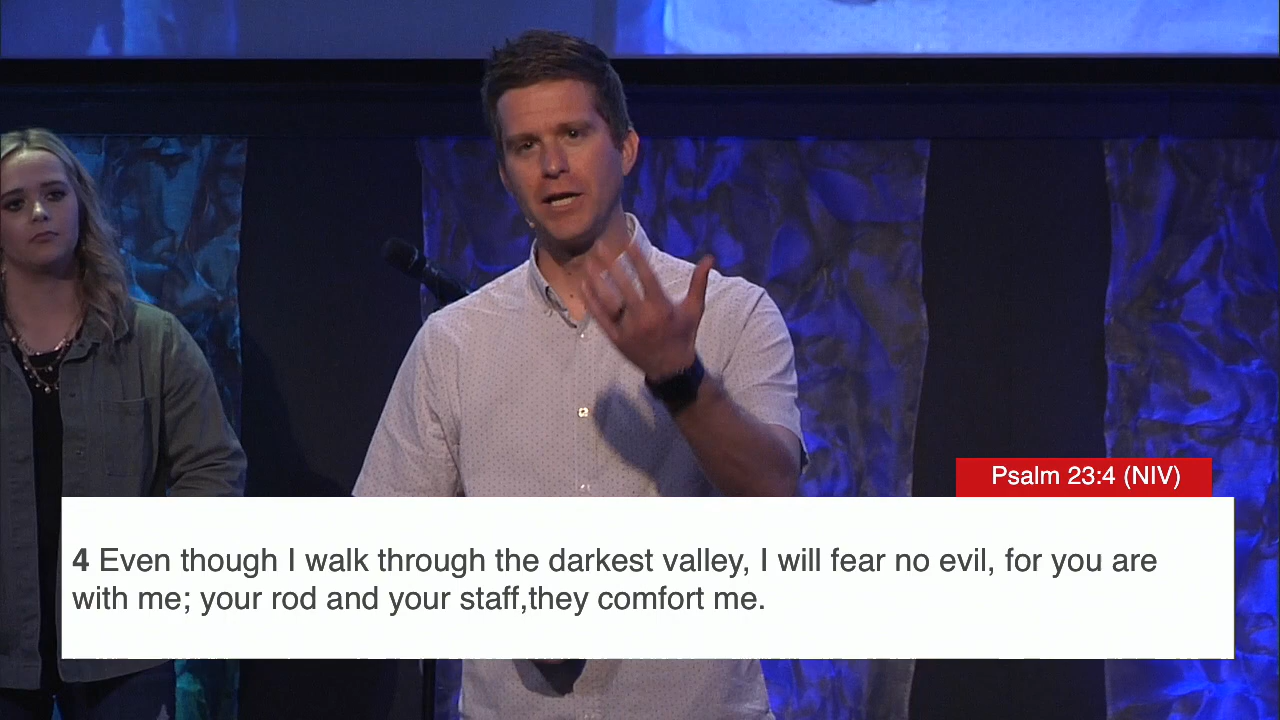 Psalm 23:4 (NIV)
4 Even though I walk through the darkest valley, I will fear no evil, for you are
with me; your rod and your staff,they comfort me.